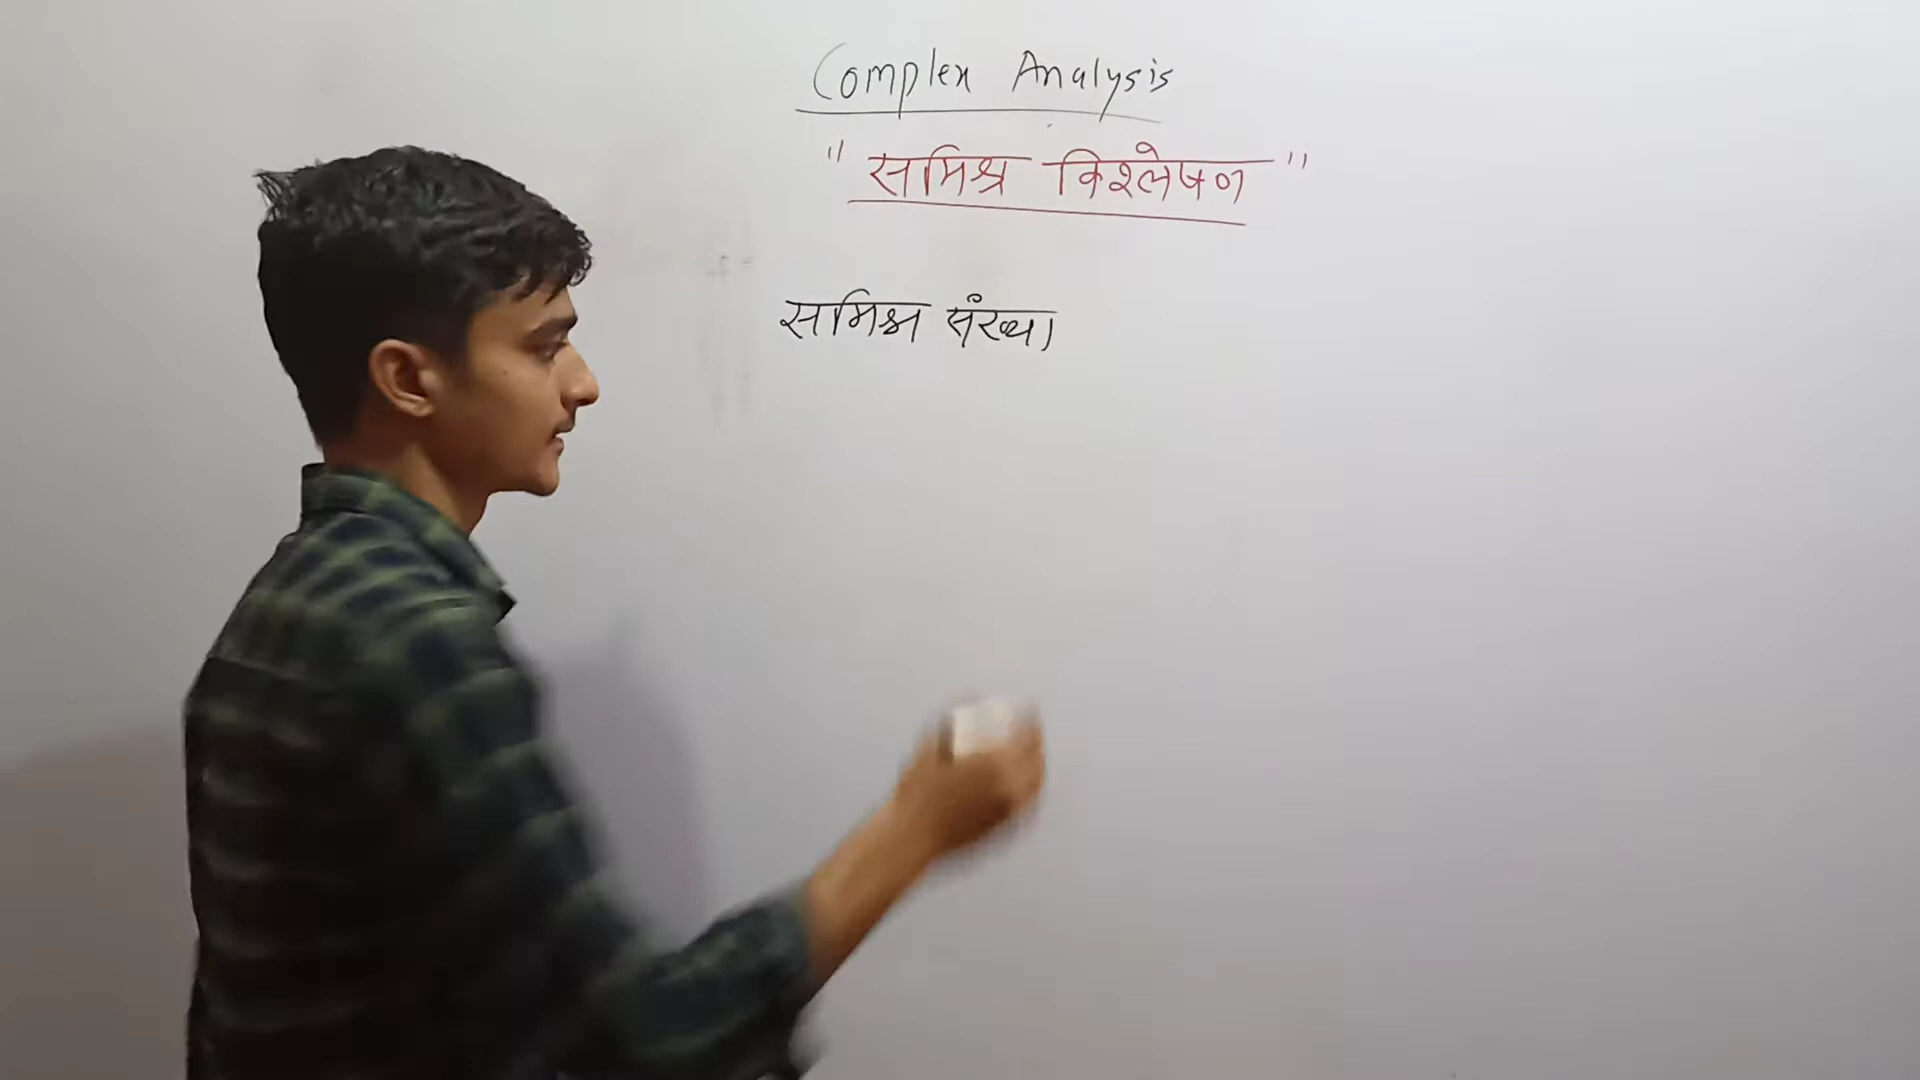 Complex Analysis
" समिश्र विश्लेषण "
समिश्र संख्या